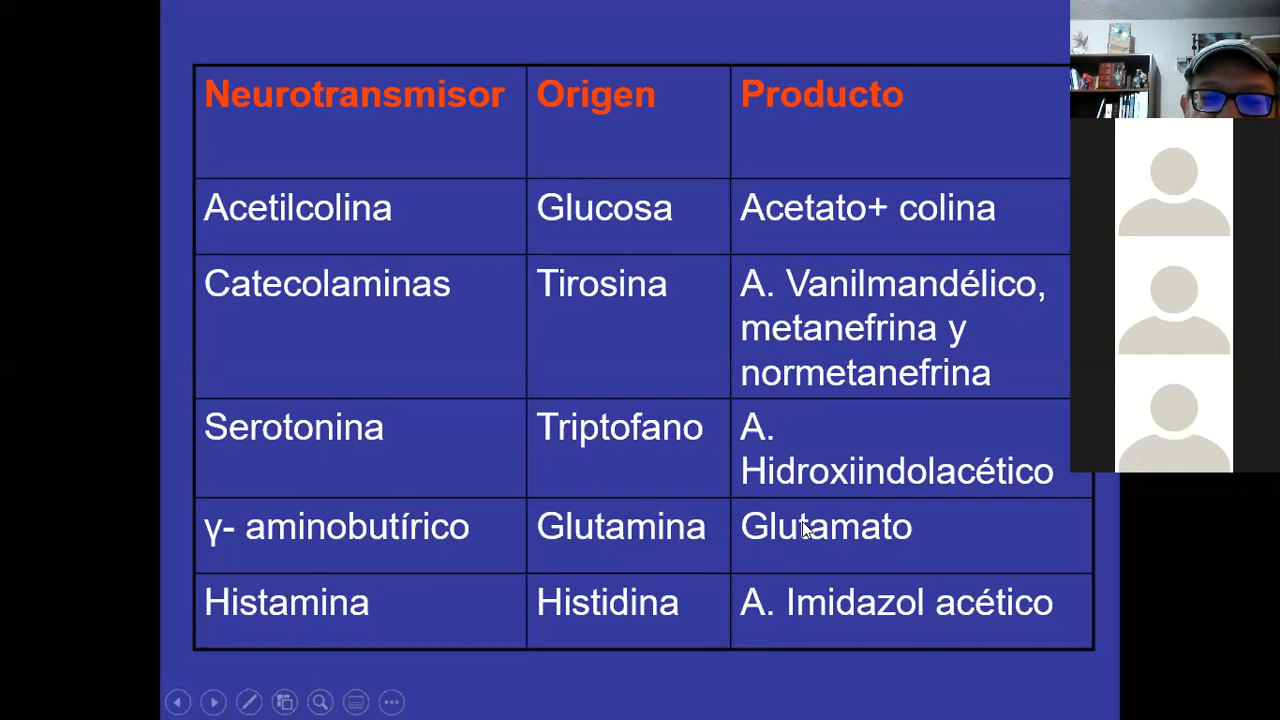 Neurotransmisor Origen Producto
Acetilcolina Glucosa Acetato+ colina
Catecolaminas Tirosina A. Vanilmandélico,
metanefrina y
normetanefrina
Serotonina Triptofano A.
Hidroxiindolacético
γ- aminobutírico Glutamina Glutamato
Histamina Histidina A. Imidazol acético